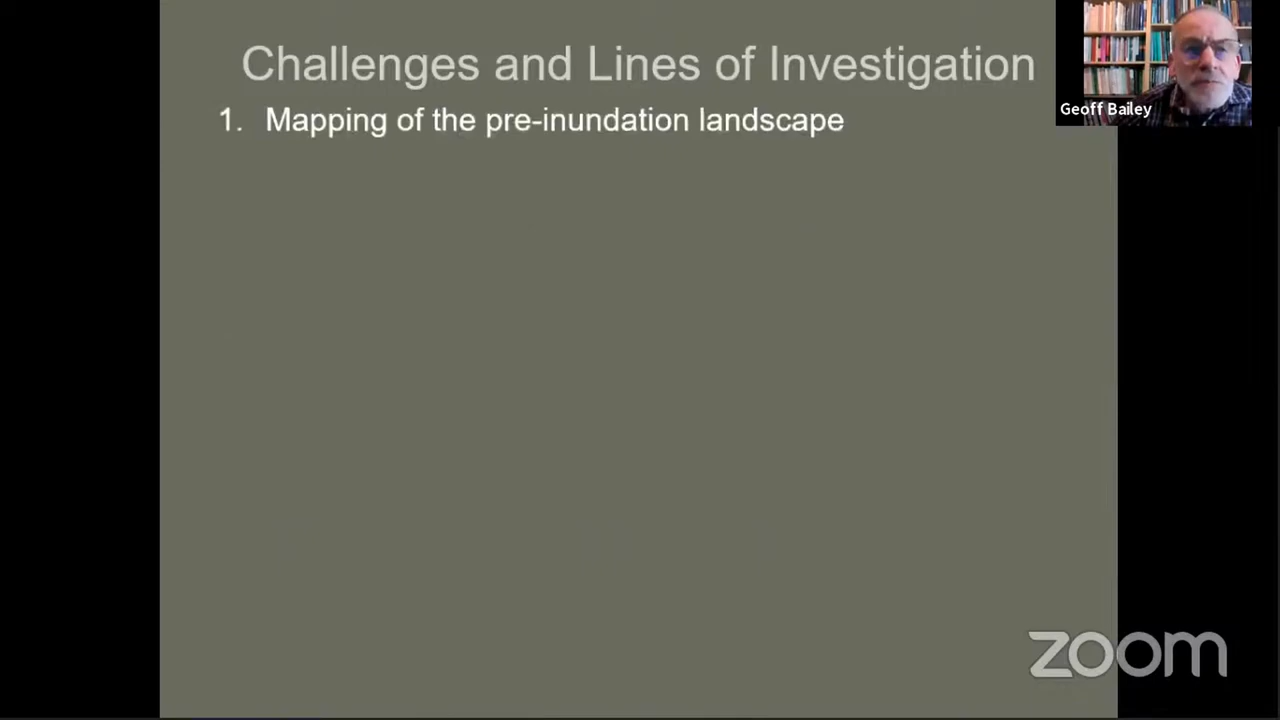 Challenges and Lines of Investigation
1. Mapping of the pre-inundation landscape
Geoff Bailey
zoom